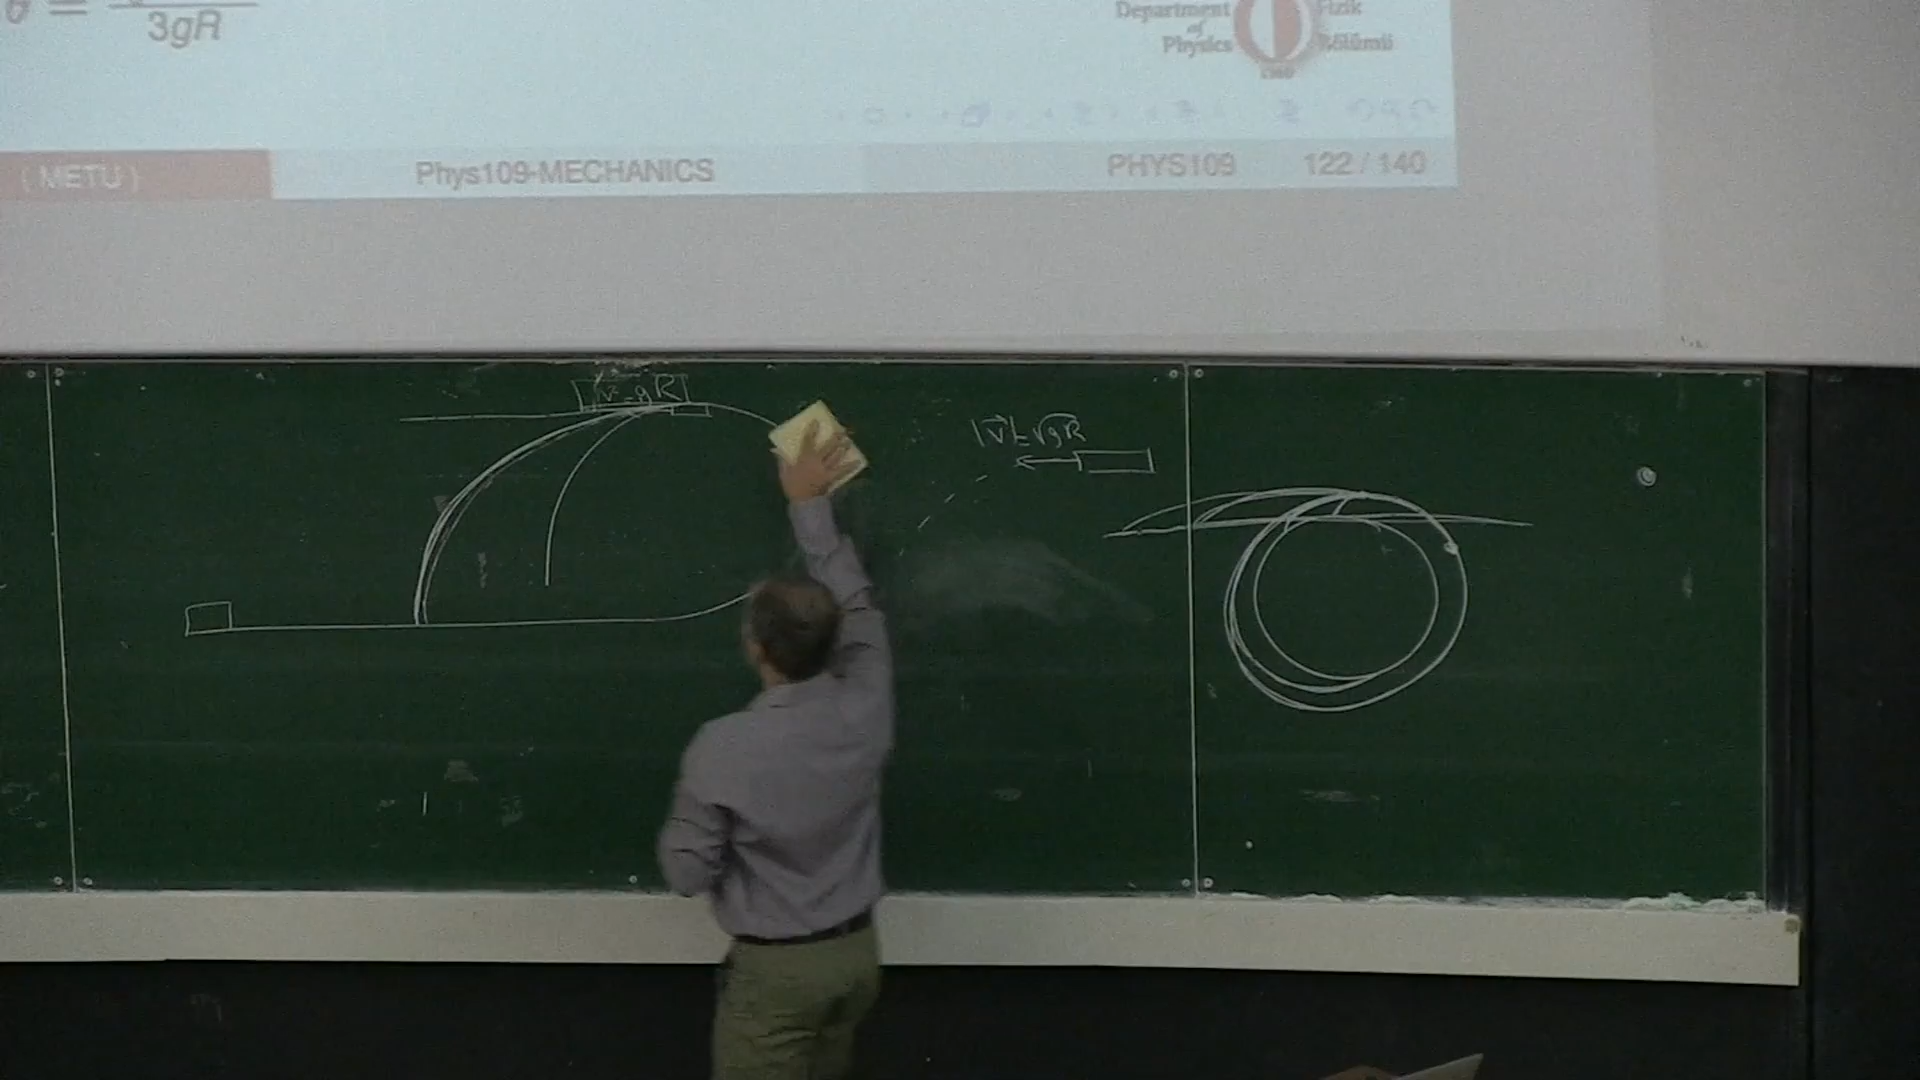 θ =
3gR
Department
of
Physics
Fizik
Bölümü
( METU )
Phys109-MECHANICS
PHYS109
122 / 140
|v⃗|=√gR